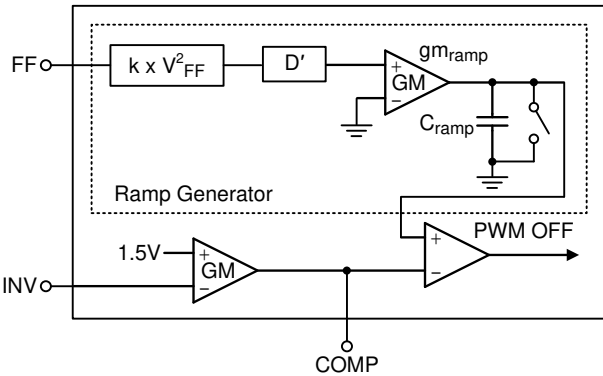 FF
k x V²FF
D′
+
GM
−
gmramp
Cramp
Ramp Generator
1.5V
+
GM
−
INV
+
−
PWM OFF
COMP